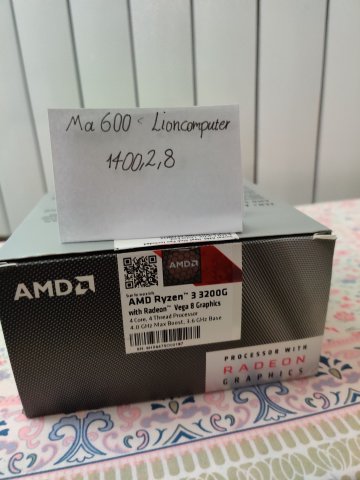 Ma 600 < Lioncomputer
1400,2,8
AMD
AMD
AMD Ryzen™ 3 3200G
with Radeon™ Vega 8 Graphics
4 Core, 4 Thread Processor
4.0 GHz Max Boost, 3.6 GHz Base
PROCESSOR WITH
RADEON
GRAPHICS